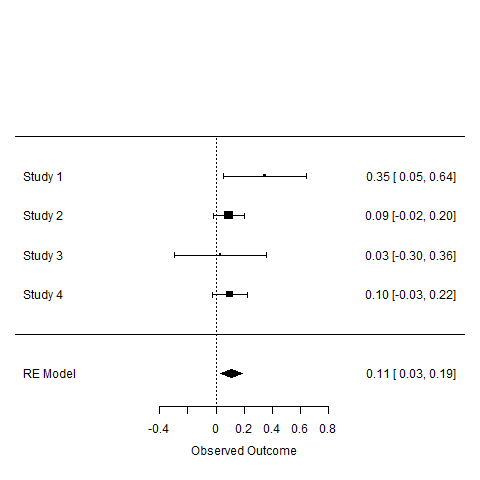 Study 1 0.35 [ 0.05, 0.64]
Study 2 0.09 [-0.02, 0.20]
Study 3 0.03 [-0.30, 0.36]
Study 4 0.10 [-0.03, 0.22]
RE Model 0.11 [ 0.03, 0.19]
-0.4 0 0.2 0.4 0.6 0.8
Observed Outcome